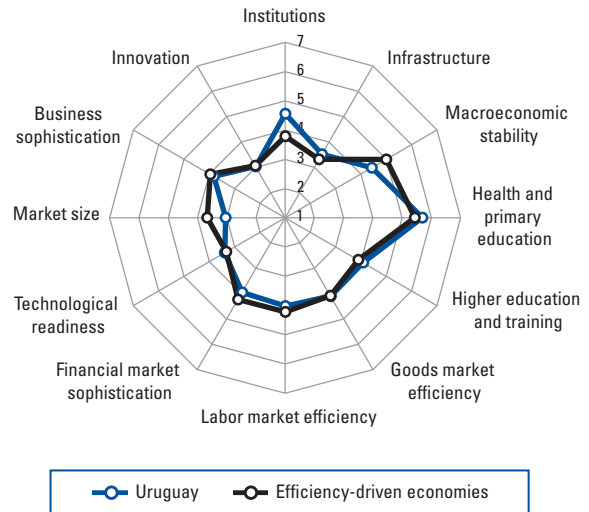 Institutions
Innovation
Infrastructure
Business
sophistication
Macroeconomic
stability
Market size
Health and
primary
education
Technological
readiness
Higher education
and training
Financial market
sophistication
Goods market
efficiency
Labor market efficiency
7
6
5
4
3
2
1
Uruguay
Efficiency-driven economies